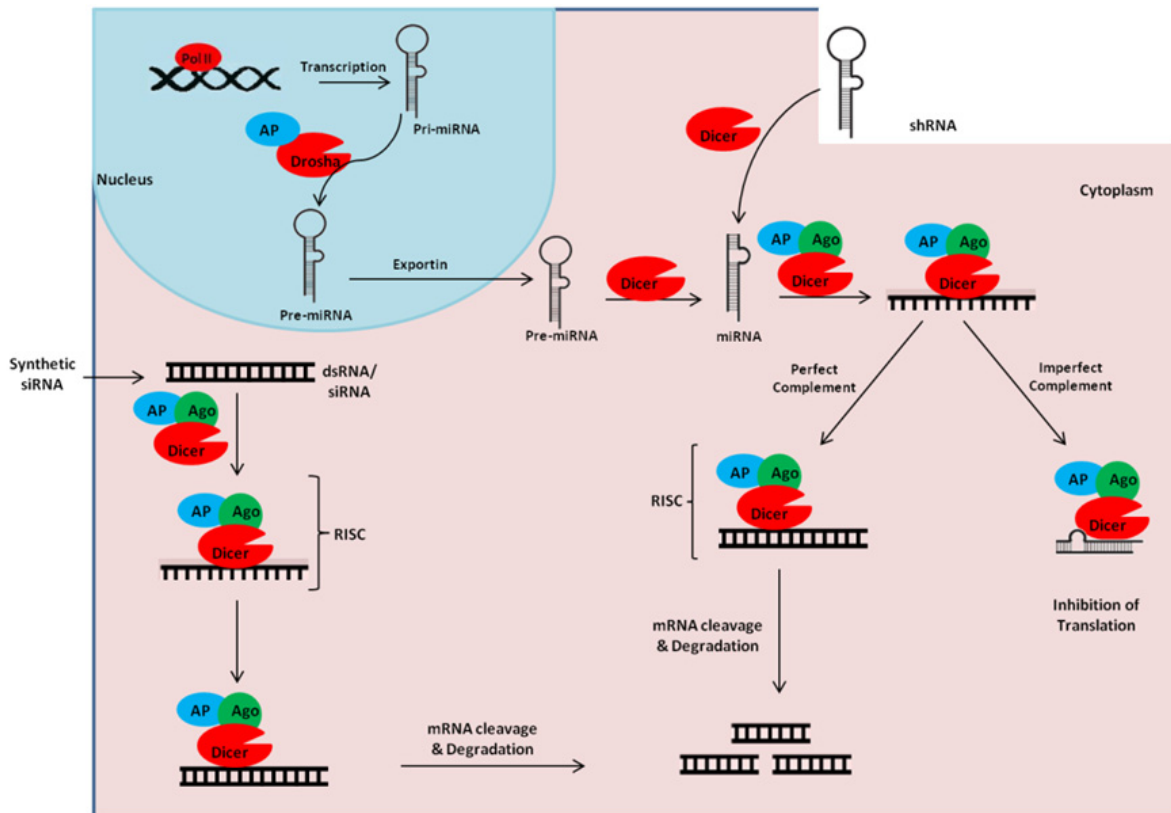 Pol II
Transcription
Pri-miRNA
AP
Drosha
Nucleus
Pre-miRNA
Exportin
Pre-miRNA
Dicer
miRNA
Dicer
shRNA
Cytoplasm
AP
Ago
Dicer
AP
Ago
Dicer
Synthetic
siRNA
dsRNA/
siRNA
AP
Ago
Dicer
AP
Ago
Dicer
RISC
AP
Ago
Dicer
mRNA cleavage
& Degradation
Perfect
Complement
Imperfect
Complement
RISC
AP
Ago
Dicer
AP
Ago
Dicer
mRNA cleavage
& Degradation
Inhibition of
Translation